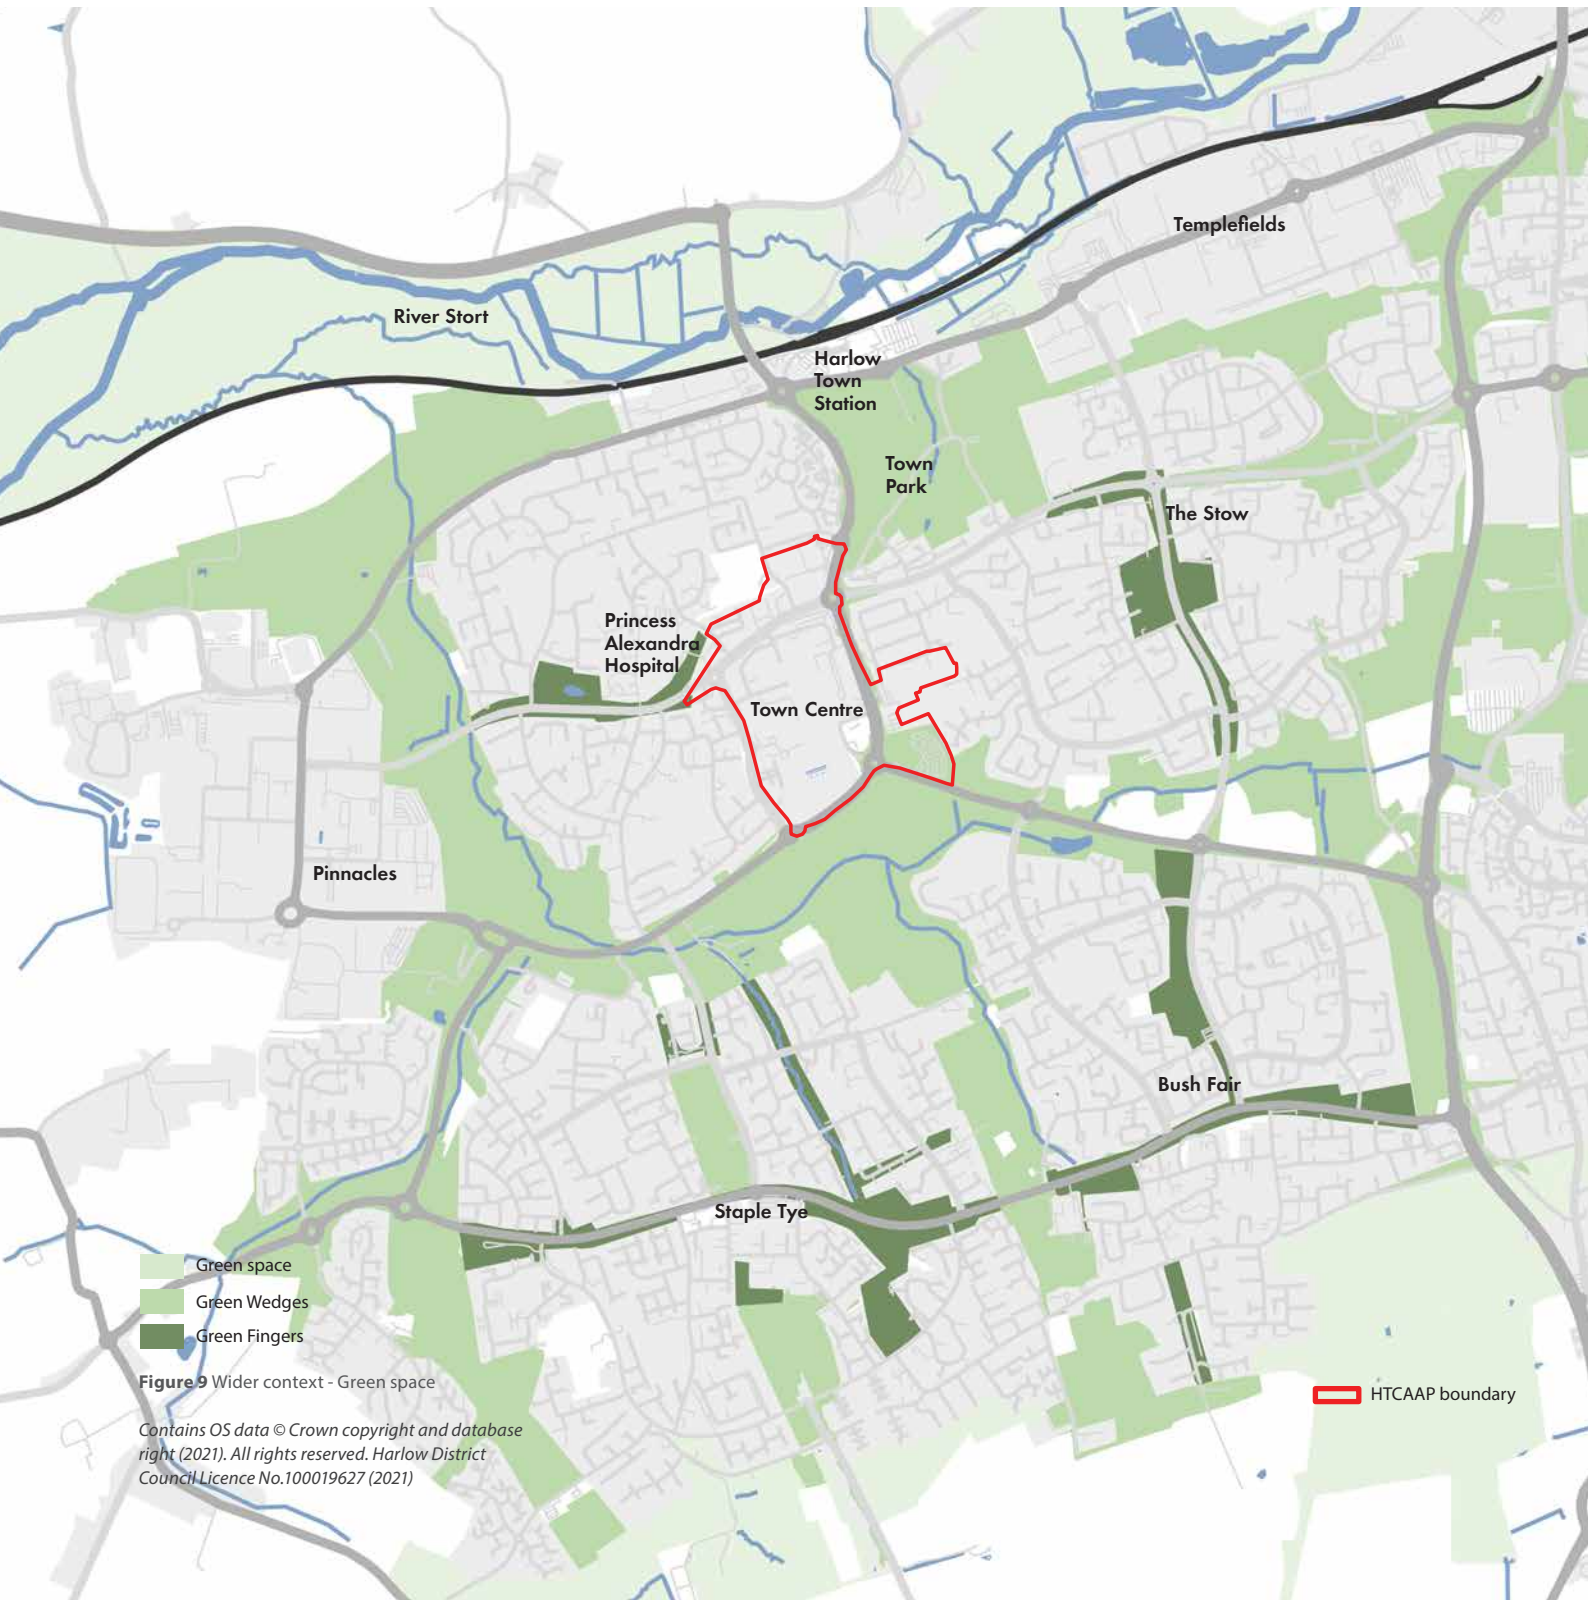 Templefields
River Stort
Harlow
Town
Station
Town
Park
The Stow
Princess
Alexandra
Hospital
Town Centre
Pinnacles
Bush Fair
Staple Tye
Green space
Green Wedges
Green Fingers
Figure 9 Wider context - Green space
HTCAAP boundary
Contains OS data © Crown copyright and database
right (2021). All rights reserved. Harlow District
Council Licence No.100019627 (2021)